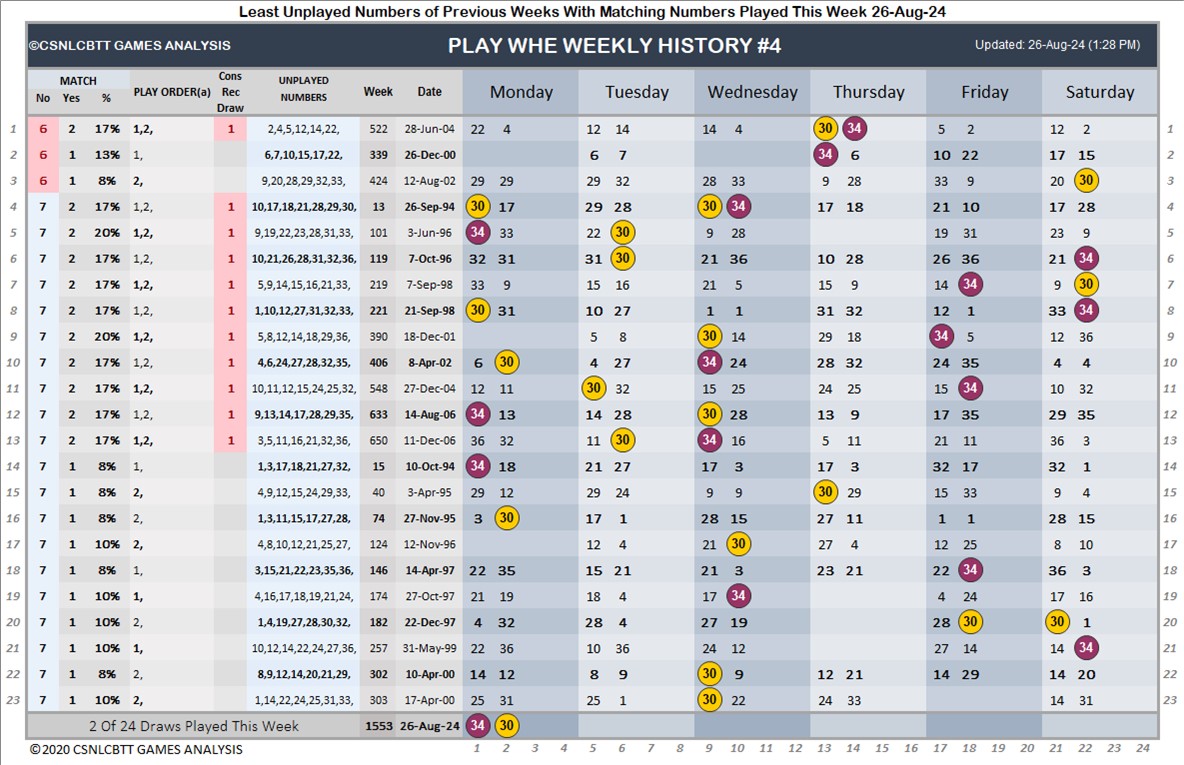 Least Unplayed Numbers of Previous Weeks With Matching Numbers Played This Week 26-Aug-24
©CSNLCBTT GAMES ANALYSIS PLAY WHE WEEKLY HISTORY #4 Updated: 26-Aug-24 (1:28 PM)
MATCH PLAY ORDER(a) Cons Rec Draw UNPLAYED NUMBERS Week Date Monday Tuesday Wednesday Thursday Friday Saturday
No Yes %
1 6 2 17% 1,2, 1 2,4,5,12,14,22, 522 28-Jun-04 22 4 12 14 14 4 30 34 5 2 12 2 1
2 6 1 13% 1, 6,7,10,15,17,22, 339 26-Dec-00 6 7 34 6 10 22 17 15 2
3 6 1 8% 2, 9,20,28,29,32,33, 424 12-Aug-02 29 29 29 32 28 33 9 28 33 9 20 30 3
4 7 2 17% 1,2, 1 10,17,18,21,28,29,30, 13 26-Sep-94 30 17 29 28 30 34 17 18 21 10 17 28 4
5 7 2 20% 1,2, 1 9,19,22,23,28,31,33, 101 3-Jun-96 34 33 22 30 9 28 19 31 23 9 5
6 7 2 17% 1,2, 1 10,21,26,28,31,32,36, 119 7-Oct-96 32 31 31 30 21 36 10 28 26 36 21 34 6
7 7 2 17% 1,2, 1 5,9,14,15,16,21,33, 219 7-Sep-98 33 9 15 16 21 5 15 9 14 34 9 30 7
8 7 2 17% 1,2, 1 1,10,12,27,31,32,33, 221 21-Sep-98 30 31 10 27 1 1 31 32 12 1 33 34 8
9 7 2 20% 1,2, 1 5,8,12,14,18,29,36, 390 18-Dec-01 5 8 30 14 29 18 34 5 12 36 9
10 7 2 17% 1,2, 1 4,6,24,27,28,32,35, 406 8-Apr-02 6 30 4 27 34 24 28 32 24 35 4 4 10
11 7 2 17% 1,2, 1 10,11,12,15,24,25,32, 548 27-Dec-04 12 11 30 32 15 25 24 25 15 34 10 32 11
12 7 2 17% 1,2, 1 9,13,14,17,28,29,35, 633 14-Aug-06 34 13 14 28 30 28 13 9 17 35 29 35 12
13 7 2 17% 1,2, 1 3,5,11,16,21,32,36, 650 11-Dec-06 36 32 11 30 34 16 5 11 21 11 36 3 13
14 7 1 8% 1, 1,3,17,18,21,27,32, 15 10-Oct-94 34 18 21 27 17 3 17 3 32 17 32 1 14
15 7 1 8% 2, 4,9,12,15,24,29,33, 40 3-Apr-95 29 12 29 24 9 9 30 29 15 33 9 4 15
16 7 1 8% 2, 1,3,11,15,17,27,28, 74 27-Nov-95 3 30 17 1 28 15 27 11 1 1 28 15 16
17 7 1 10% 2, 4,8,10,12,21,25,27, 124 12-Nov-96 12 4 21 30 27 4 12 25 8 10 17
18 7 1 8% 1, 3,15,21,22,23,35,36, 146 14-Apr-97 22 35 15 21 21 3 23 21 22 34 36 3 18
19 7 1 10% 1, 4,16,17,18,19,21,24, 174 27-Oct-97 21 19 18 4 17 34 4 24 17 16 19
20 7 1 10% 2, 1,4,19,27,28,30,32, 182 22-Dec-97 4 32 28 4 27 19 28 30 30 1 20
21 7 1 10% 1, 10,12,14,22,24,27,36, 257 31-May-99 22 36 10 36 24 12 27 14 14 34 21
22 7 1 8% 2, 8,9,12,14,20,21,29, 302 10-Apr-00 14 12 8 9 30 9 12 21 14 29 14 20 22
23 7 1 10% 2, 1,14,22,24,25,31,33, 303 17-Apr-00 25 31 25 1 30 22 24 33 14 31 23
2 Of 24 Draws Played This Week 1553 26-Aug-24 34 30
©2020 CSNLCBTT GAMES ANALYSIS 1 2 3 4 5 6 7 8 9 10 11 12 13 14 15 16 17 18 19 20 21 22 23 24